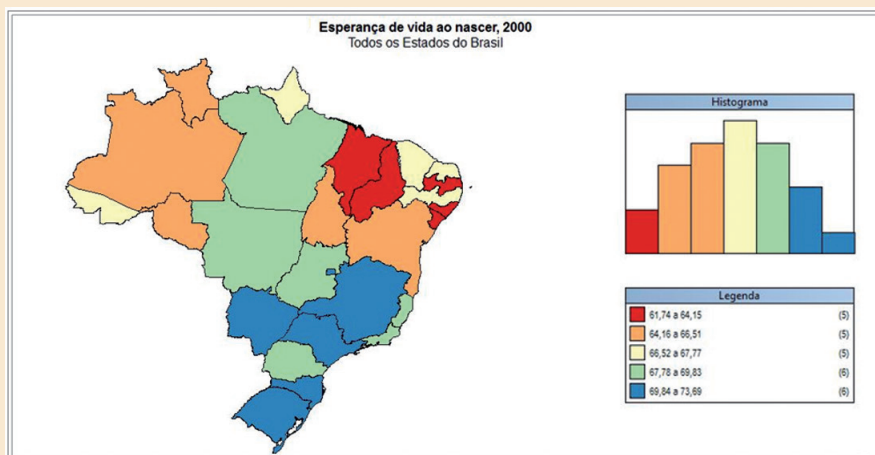 Esperança de vida ao nascer, 2000
Todos os Estados do Brasil
Histograma
Legenda
61,74 a 64,15 (5)
64,16 a 66,51 (5)
66,52 a 67,77 (5)
67,78 a 69,83 (6)
69,84 a 73,69 (6)